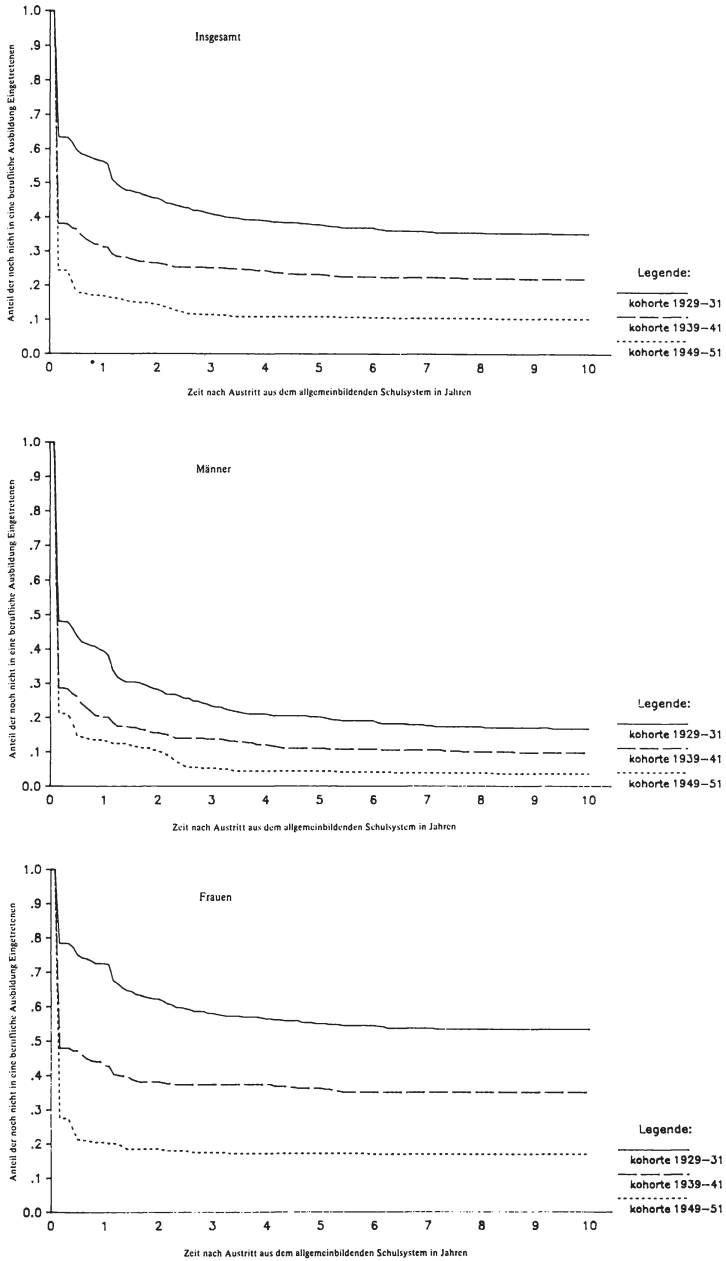 Insgesamt
Anteil der noch nicht in eine berufliche Ausbildung Eingetretenen
1.0
.9
.8
.7
.6
.5
.4
.3
.2
.1
0.0
0 1 2 3 4 5 6 7 8 9 10
Zeit nach Austritt aus dem allgemeinbildenden Schulsystem in Jahren
Legende:
kohorte 1929–31
kohorte 1939–41
kohorte 1949–51
Männer
Anteil der noch nicht in eine berufliche Ausbildung Eingetretenen
1.0
.9
.8
.7
.6
.5
.4
.3
.2
.1
0.0
0 1 2 3 4 5 6 7 8 9 10
Zeit nach Austritt aus dem allgemeinbildenden Schulsystem in Jahren
Legende:
kohorte 1929–31
kohorte 1939–41
kohorte 1949–51
Frauen
Anteil der noch nicht in eine berufliche Ausbildung Eingetretenen
1.0
.9
.8
.7
.6
.5
.4
.3
.2
.1
0.0
0 1 2 3 4 5 6 7 8 9 10
Zeit nach Austritt aus dem allgemeinbildenden Schulsystem in Jahren
Legende:
kohorte 1929–31
kohorte 1939–41
kohorte 1949–51